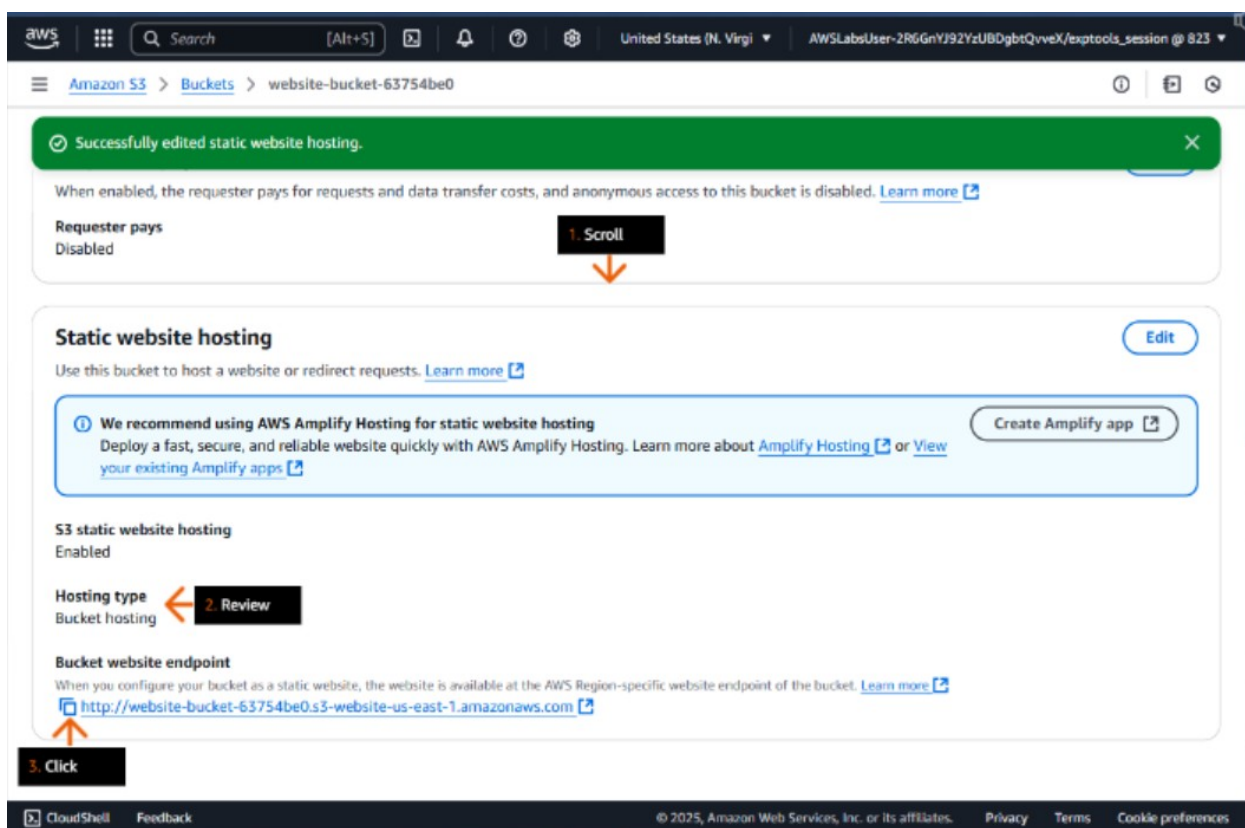 aws
Search [Alt+S]
United States (N. Virgi
AWSLabsUser-2R6GnYJ92YzUBDgbtQvveX/exptools_session @ 823
Amazon S3 > Buckets > website-bucket-63754be0
Successfully edited static website hosting.
When enabled, the requester pays for requests and data transfer costs, and anonymous access to this bucket is disabled. Learn more
Requester pays
Disabled
1. Scroll
Static website hosting
Edit
Use this bucket to host a website or redirect requests. Learn more
We recommend using AWS Amplify Hosting for static website hosting
Create Amplify app
Deploy a fast, secure, and reliable website quickly with AWS Amplify Hosting. Learn more about Amplify Hosting or View
your existing Amplify apps
S3 static website hosting
Enabled
Hosting type
Bucket hosting
2. Review
Bucket website endpoint
When you configure your bucket as a static website, the website is available at the AWS Region-specific website endpoint of the bucket. Learn more
http://website-bucket-63754be0.s3-website-us-east-1.amazonaws.com
3. Click
CloudShell Feedback © 2025, Amazon Web Services, Inc. or its affiliates. Privacy Terms Cookie preferences